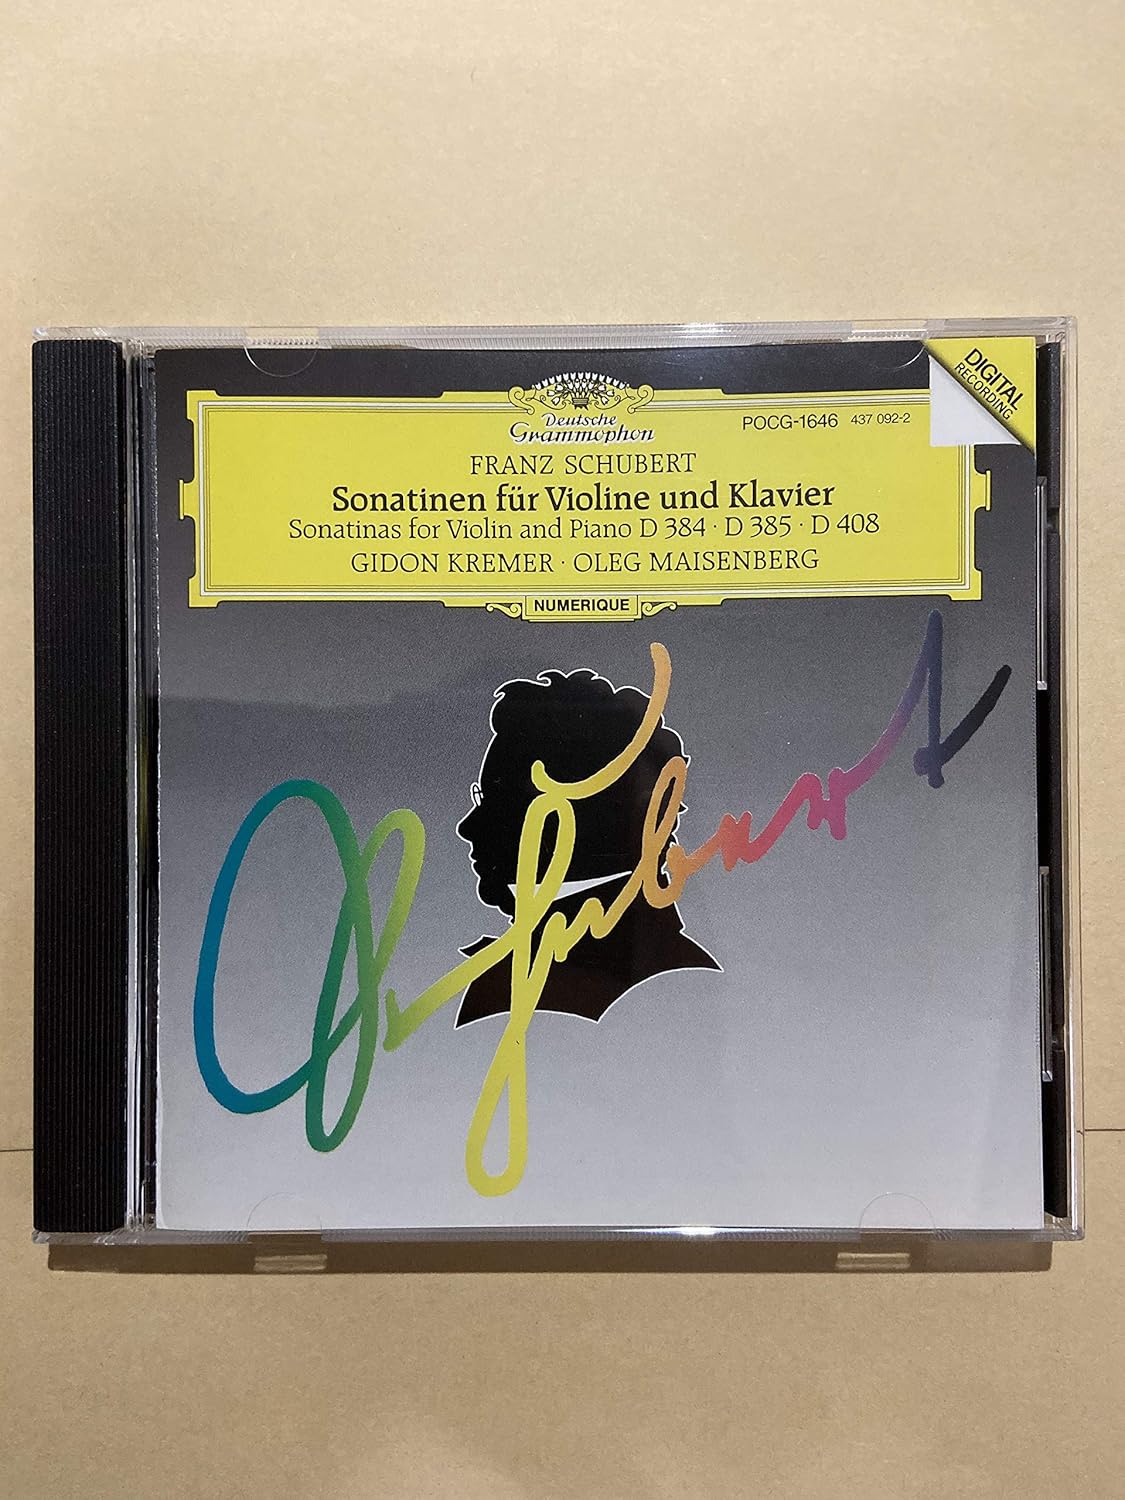 Deutsche
Grammophon
POCG-1646 437 092-2
DIGITAL
RECORDING
FRANZ SCHUBERT
Sonatinen für Violine und Klavier
Sonatinas for Violin and Piano D 384 · D 385 · D 408
GIDON KREMER · OLEG MAISENBERG
NUMERIQUE
Schubert